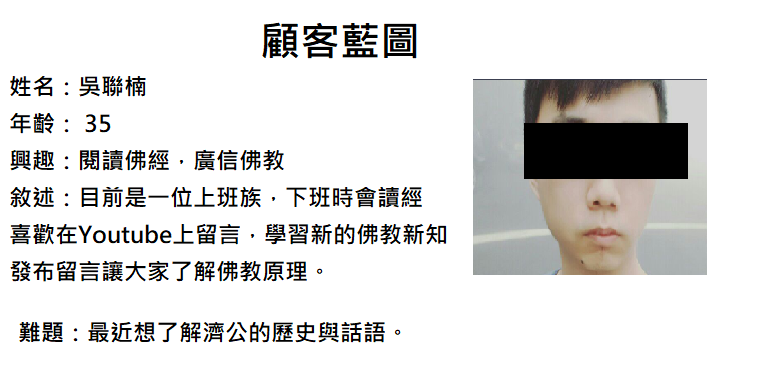 顧客藍圖
姓名：吳聯楠
年齡： 35
興趣：閱讀佛經，廣信佛教
敘述：目前是一位上班族，下班時會讀經
喜歡在Youtube上留言，學習新的佛教新知
發布留言讓大家了解佛教原理。
難題：最近想了解濟公的歷史與話語。